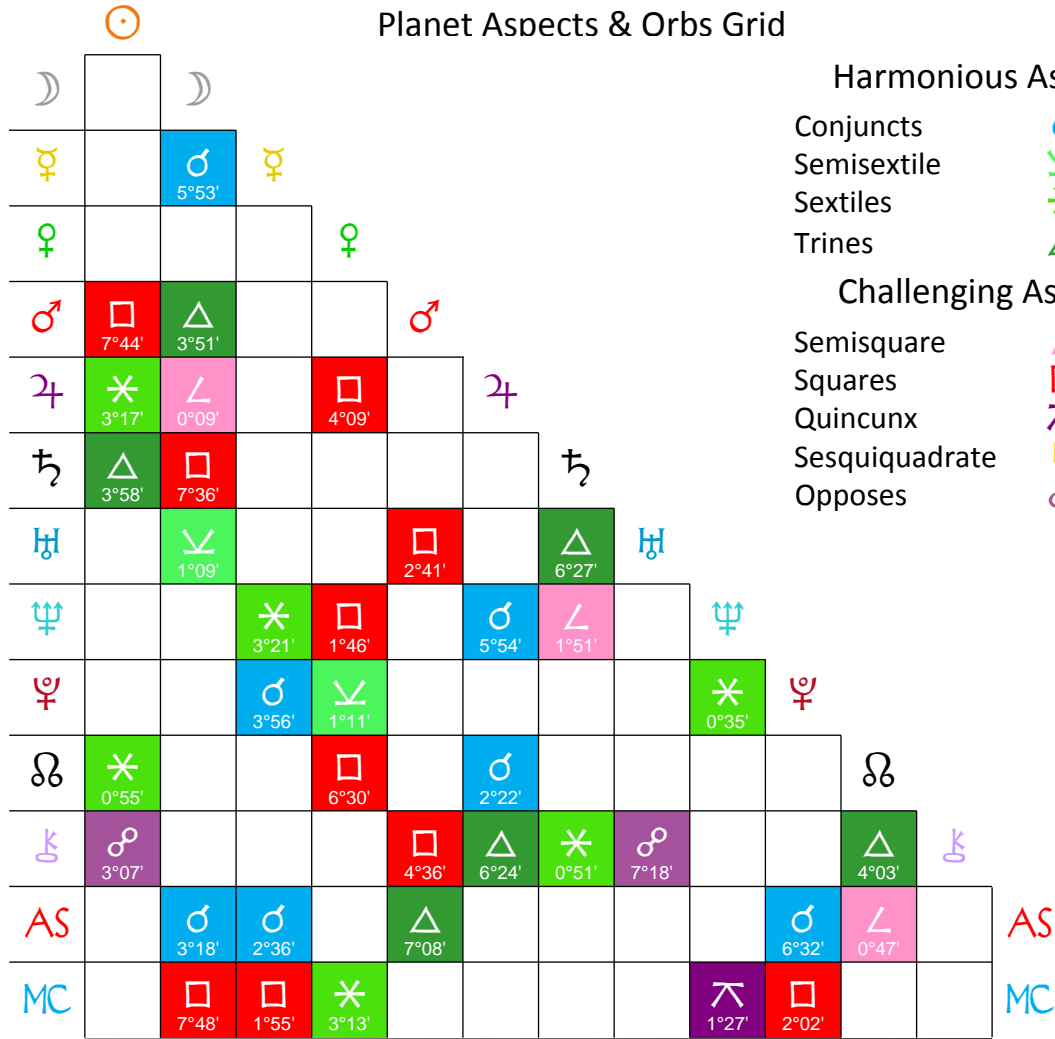 ☉ Planet Aspects & Orbs Grid
☽ ☽ Harmonious As
Conjuncts ☌
☿ ☌ ☿ Semisextile ⚺
5°53'
Sextiles ⚹
♀ ♀ Trines △
Challenging As
♂ □ △ ♂
7°44' 3°51'
Semisquare ∠
♃ ⚹ ∠ □ ♃ Squares □
3°17' 0°09' 4°09'
Quincunx ⚻
♄ △ □ ♄ Sesquiquadrate ⚼
3°58' 7°36'
Opposes ☍
♅ ⚺ □ △ ♅
1°09' 2°41' 6°27'
♆ ⚹ □ ☌ ∠ ♆
3°21' 1°46' 5°54' 1°51'
♇ ☌ ⚺ ⚹ ♇
3°56' 1°11' 0°35'
☊ ⚹ □ ☌ ☊
0°55' 6°30' 2°22'
⚷ ☍ □ △ ⚹ ☍ △ ⚷
3°07' 4°36' 6°24' 0°51' 7°18' 4°03'
AS ☌ ☌ △ ☌ ∠ AS
3°18' 2°36' 7°08' 6°32' 0°47'
MC □ □ ⚹ ⚻ □ MC
7°48' 1°55' 3°13' 1°27' 2°02'